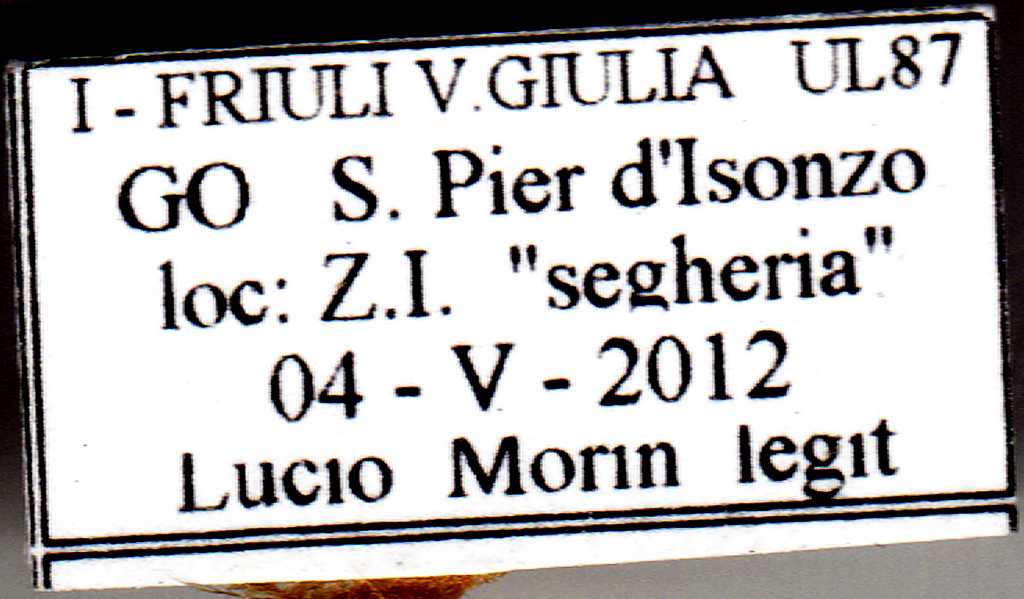 I - FRIULI V.GIULIA UL87
GO S. Pier d'Isonzo
loc: Z.I. "segheria"
04 - V - 2012
Lucio Morin legit